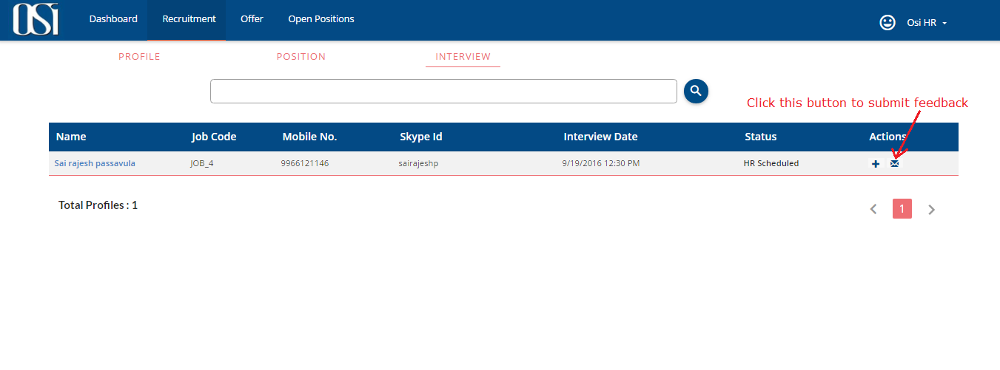 OSi Dashboard Recruitment Offer Open Positions Osi HR
PROFILE POSITION INTERVIEW
Click this button to submit feedback
Name Job Code Mobile No. Skype Id Interview Date Status Actions
Sai rajesh passavula JOB_4 9966121146 sairajeshp 9/19/2016 12:30 PM HR Scheduled
Total Profiles : 1 1